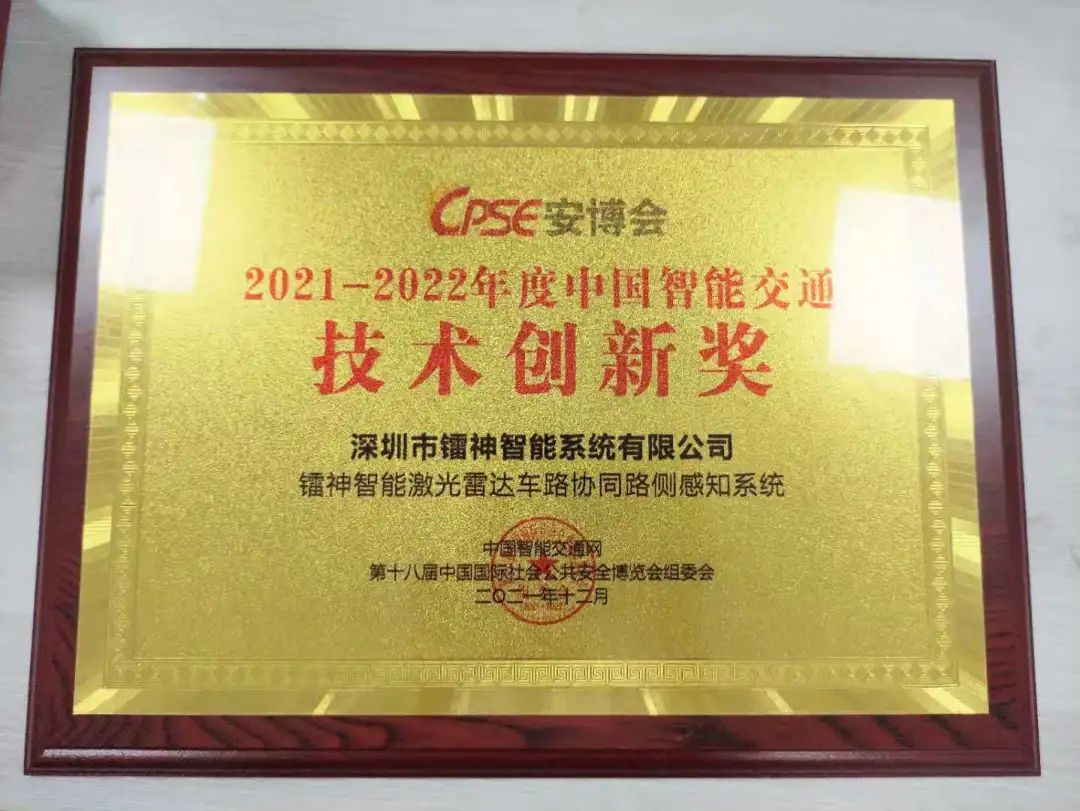 CPSE安博会
2021-2022年度中国智能交通
技术创新奖
深圳市镭神智能系统有限公司
镭神智能激光雷达车路协同路侧感知系统
中国智能交通网
第十八届中国国际社会公共安全博览会组委会
二〇二一年十二月